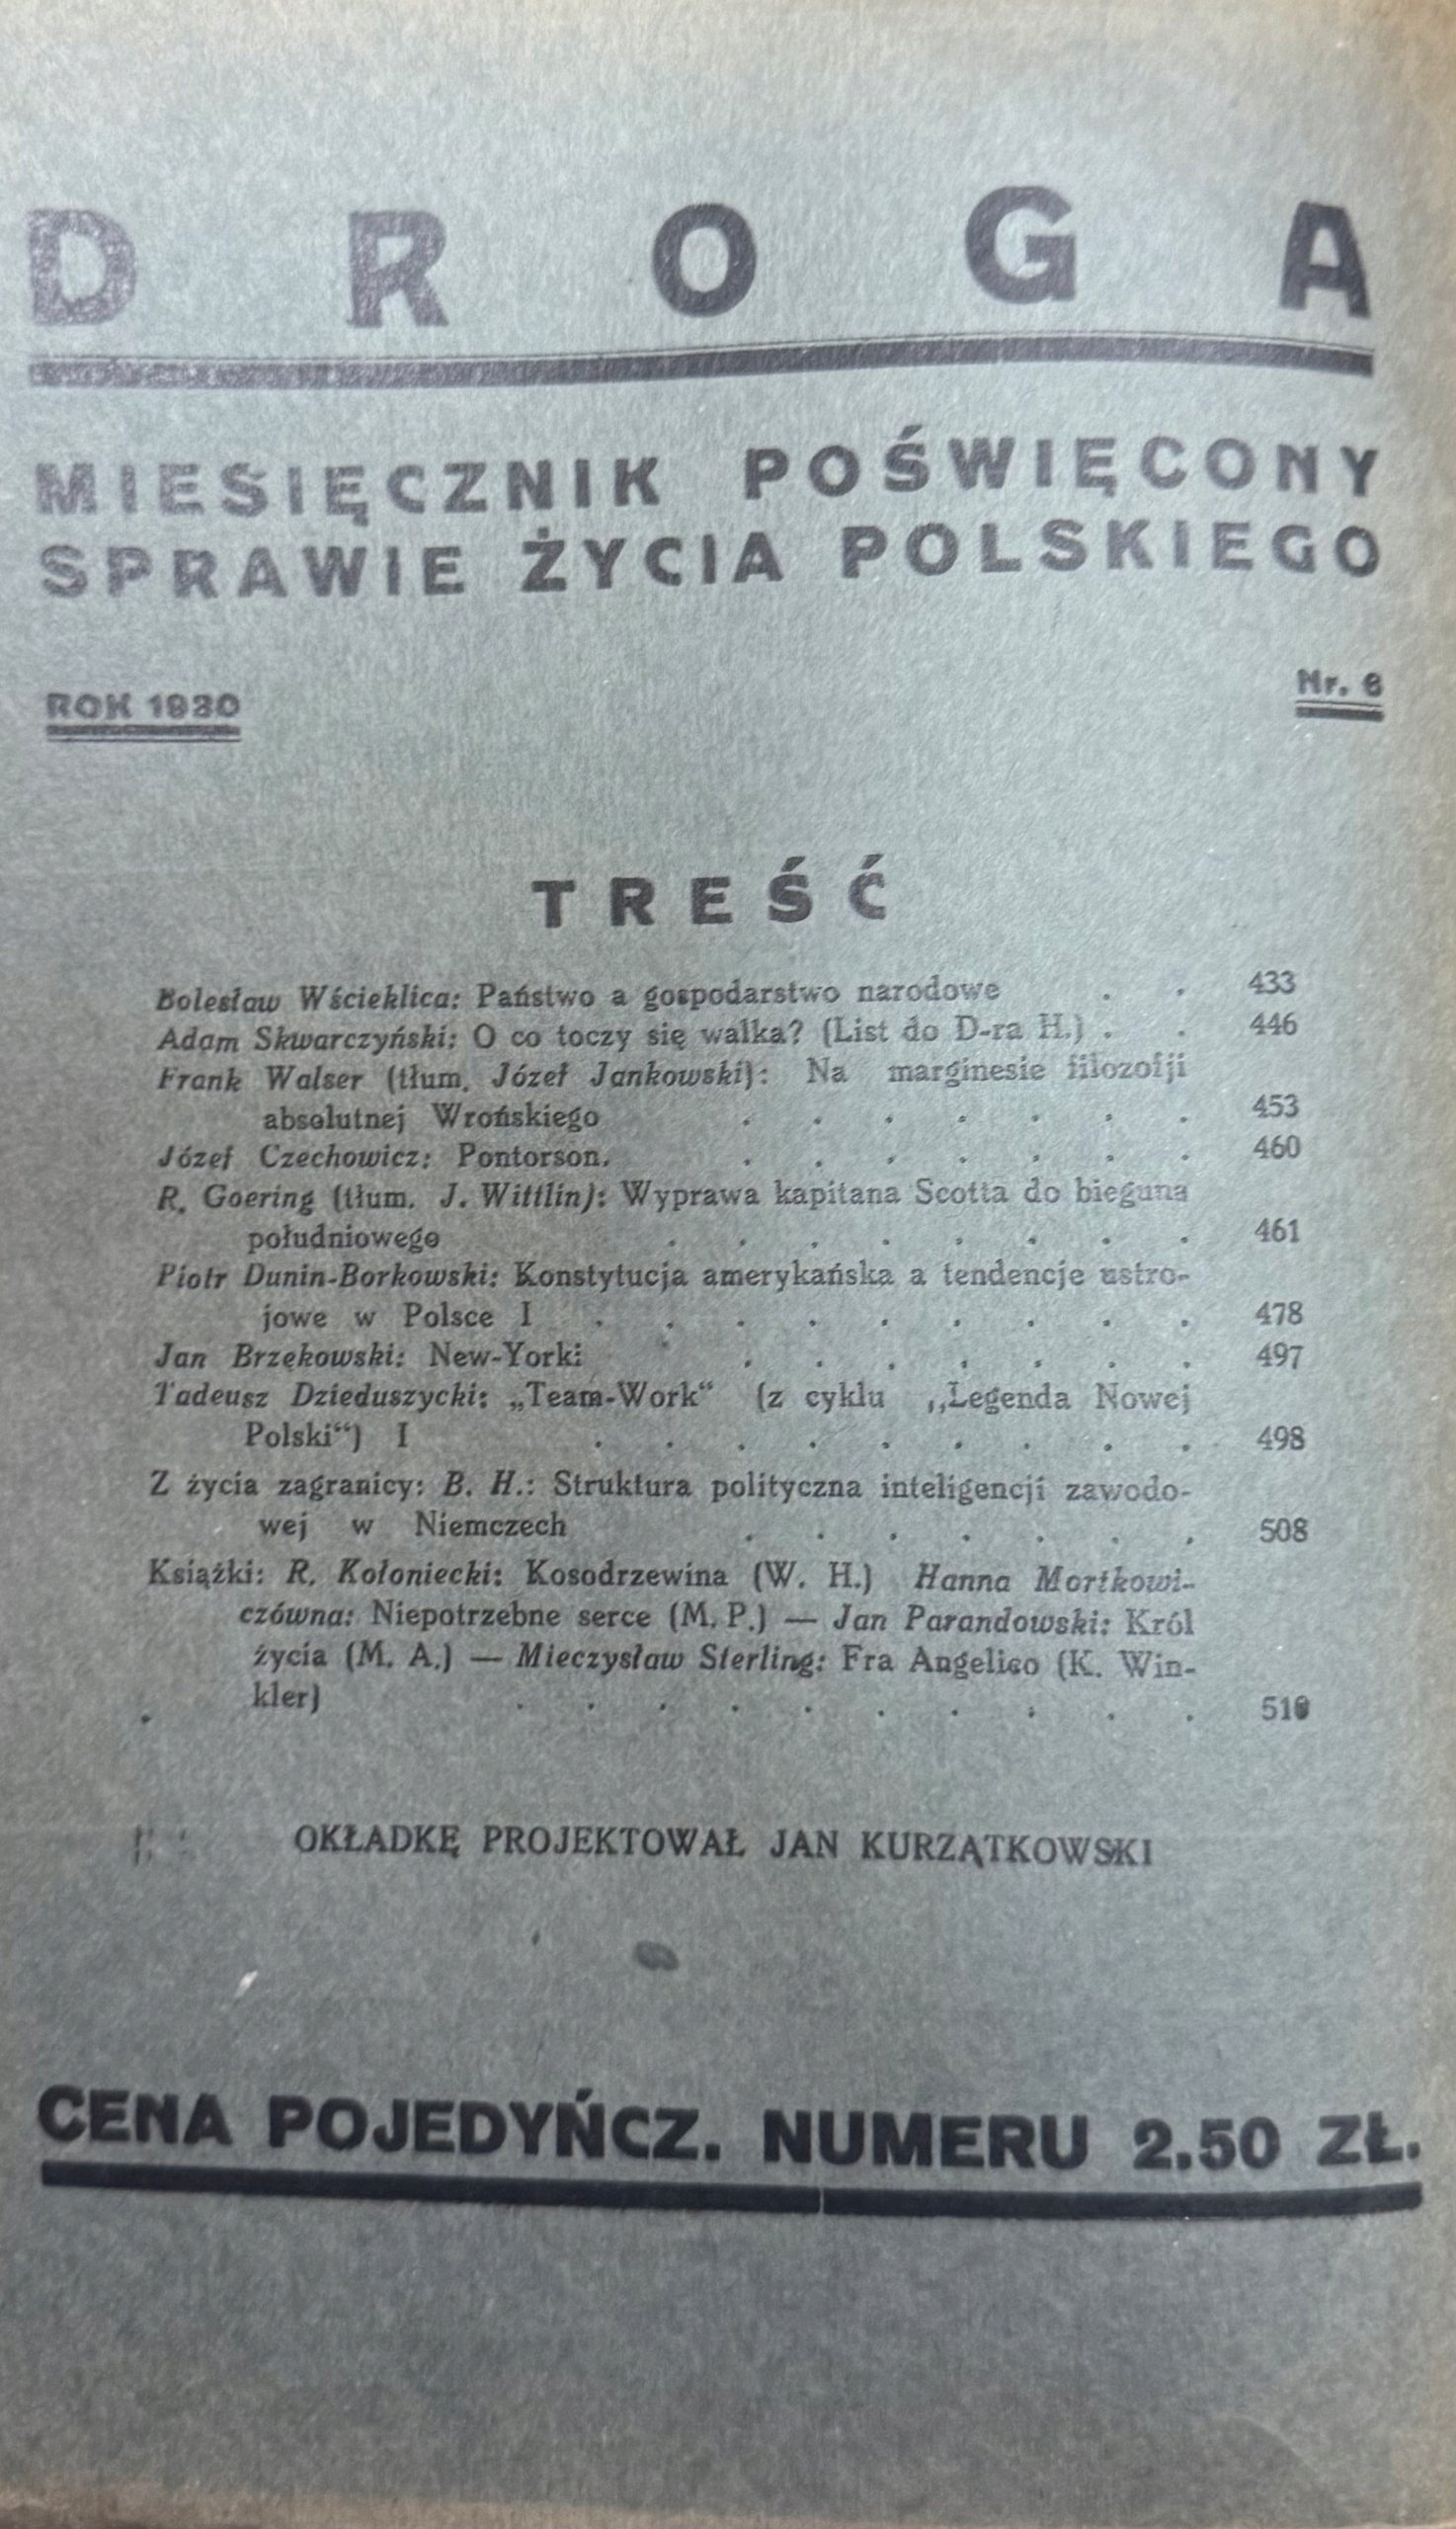 DROGA
MIESIĘCZNIK POŚWIĘCONY
SPRAWIE ŻYCIA POLSKIEGO
ROK 1930
Nr. 6
TREŚĆ
Bolesław Wścieklica: Państwo a gospodarstwo narodowe . . 433
Adam Skwarczyński: O co toczy się walka? (List do D-ra H.) . . 446
Frank Walser (tłum. Józef Jankowski): Na marginesie filozofji
absolutnej Wrońskiego . . . . . . . 453
Józef Czechowicz: Pontorson. . . . . . . . 460
R. Goering (tłum. J. Wittlin): Wyprawa kapitana Scotta do bieguna
południowego . . . . . . . . 461
Piotr Dunin-Borkowski: Konstytucja amerykańska a tendencje ustro-
jowe w Polsce I . . . . . . . . . 478
Jan Brzękowski: New-Yorki . . . . . . . 497
Tadeusz Dzieduszycki: „Team-Work“ (z cyklu ,,Legenda Nowej
Polski“) I . . . . . . . . . 498
Z życia zagranicy: B. H.: Struktura polityczna inteligencji zawodo-
wej w Niemczech . . . . . . . 508
Książki: R. Kołoniecki: Kosodrzewina (W. H.) Hanna Mortkowi-
czówna: Niepotrzebne serce (M. P.) — Jan Parandowski: Król
życia (M. A.) — Mieczysław Sterling: Fra Angelico (K. Win-
kler) . . . . . . . . . .
OKŁADKĘ PROJEKTOWAŁ JAN KURZĄTKOWSKI
CENA POJEDYŃCZ. NUMERU 2.50 ZŁ.